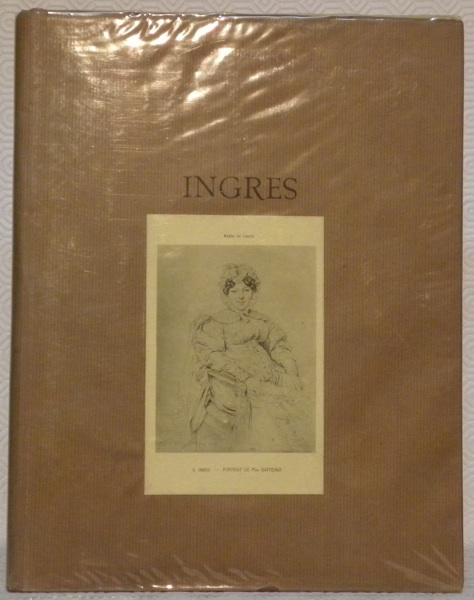 INGRES
MUSÉE DU LOUVRE
INGRES — PORTRAIT DE Mme GATTEAUX